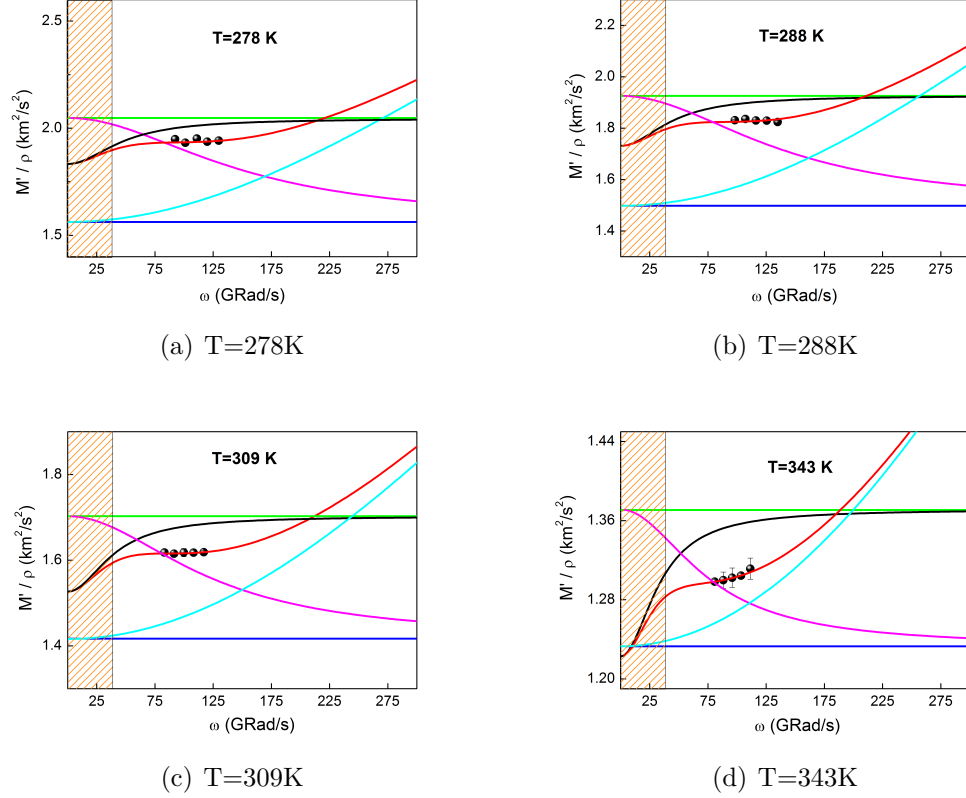 T=278 K
M' / ρ (km²/s²)
2.5
2.0
1.5
25 75 125 175 225 275
ω (GRad/s)
(a) T=278K
T=288 K
M' / ρ (km²/s²)
2.2
2.0
1.8
1.6
1.4
25 75 125 175 225 275
ω (GRad/s)
(b) T=288K
T=309 K
M' / ρ (km²/s²)
1.8
1.6
1.4
25 75 125 175 225 275
ω (GRad/s)
(c) T=309K
T=343 K
M' / ρ (km²/s²)
1.44
1.36
1.28
1.20
25 75 125 175 225 275
ω (GRad/s)
(d) T=343K